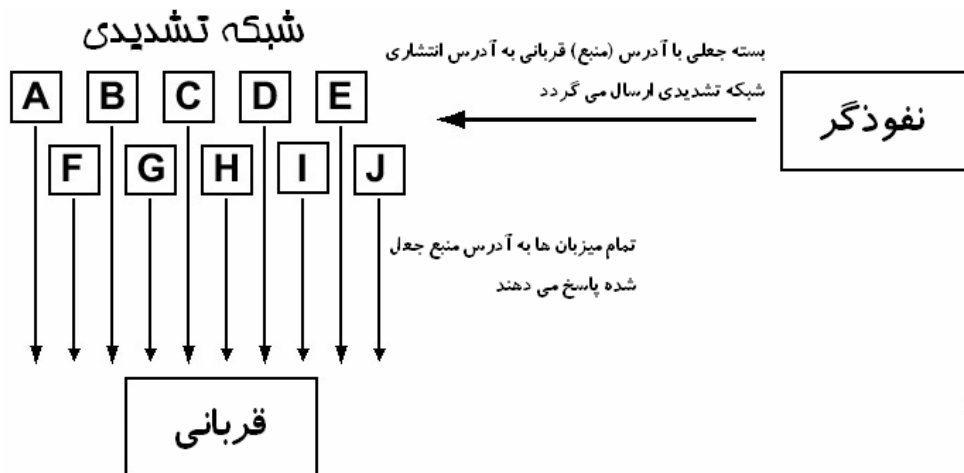 شبکه تشدیدی
بسته جعلی با آدرس (منبع) قربانی به آدرس انتشاری
شبکه تشدیدی ارسال می گردد
نفوذگر
A B C D E
F G H I J
تمام میزبان ها به آدرس منبع جعل
شده پاسخ می دهند
قربانی